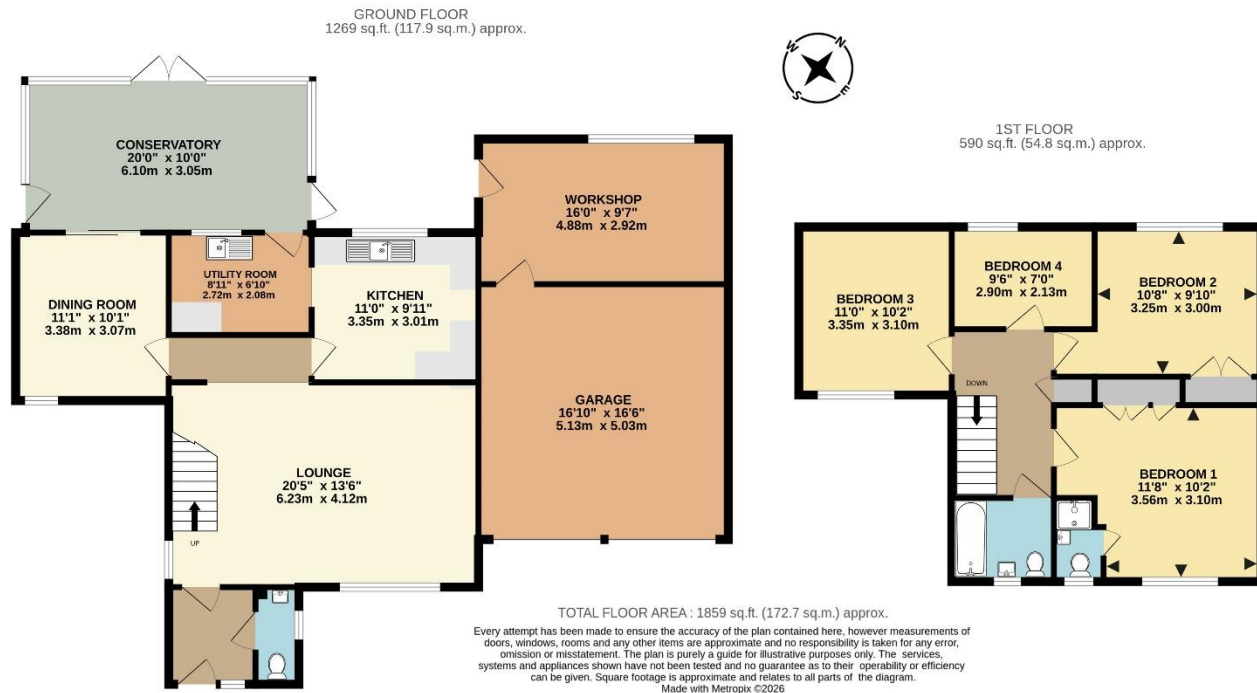 GROUND FLOOR
1269 sq.ft. (117.9 sq.m.) approx.
CONSERVATORY
20'0" x 10'0"
6.10m x 3.05m
WORKSHOP
16'0" x 9'7"
4.88m x 2.92m
UTILITY ROOM
8'11" x 6'10"
2.72m x 2.08m
KITCHEN
11'0" x 9'11"
3.35m x 3.01m
DINING ROOM
11'1" x 10'1"
3.38m x 3.07m
GARAGE
16'10" x 16'6"
5.13m x 5.03m
LOUNGE
20'5" x 13'6"
6.23m x 4.12m
UP
N
E
S
W
1ST FLOOR
590 sq.ft. (54.8 sq.m.) approx.
BEDROOM 3
11'0" x 10'2"
3.35m x 3.10m
BEDROOM 4
9'6" x 7'0"
2.90m x 2.13m
BEDROOM 2
10'8" x 9'10"
3.25m x 3.00m
DOWN
BEDROOM 1
11'8" x 10'2"
3.56m x 3.10m
TOTAL FLOOR AREA : 1859 sq.ft. (172.7 sq.m.) approx.
Every attempt has been made to ensure the accuracy of the plan contained here, however measurements of
doors, windows, rooms and any other items are approximate and no responsibility is taken for any error,
omission or misstatement. The plan is purely a guide for illustrative purposes only. The services,
systems and appliances shown have not been tested and no guarantee as to their operability or efficiency
can be given. Square footage is approximate and relates to all parts of the diagram.
Made with Metropix ©2026